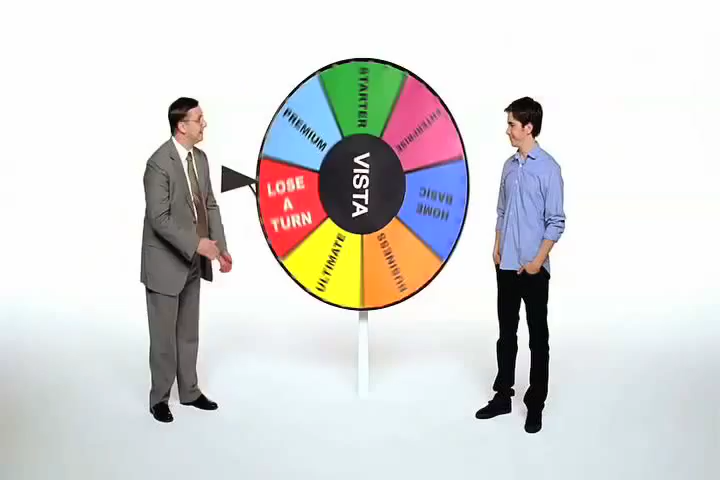 STARTER
ENTERPRISE
HOME
BASIC
BUSINESS
ULTIMATE
LOSE
A
TURN
PREMIUM
VISTA